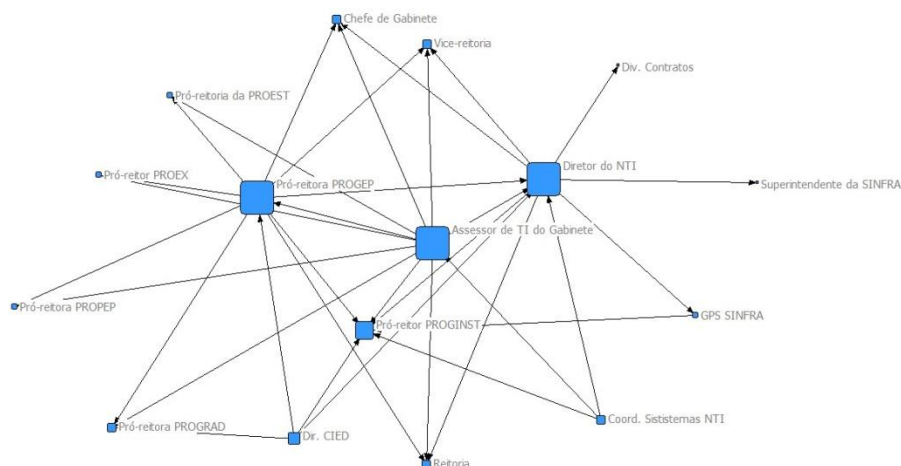 Chefe de Gabinete
Vice-reitoria
Div. Contratos
Pró-reitoria da PROEST
Pró-reitor PROEX
Diretor do NTI
Pró-reitora PROGEP
Superintendente da SINFRA
Assessor de TI do Gabinete
Pró-reitora PROPEP
GPS SINFRA
Pró-reitor PROGINST
Pró-reitora PROGRAD
Coord. Sististemas NTI
Dir. CIED
Reitoria